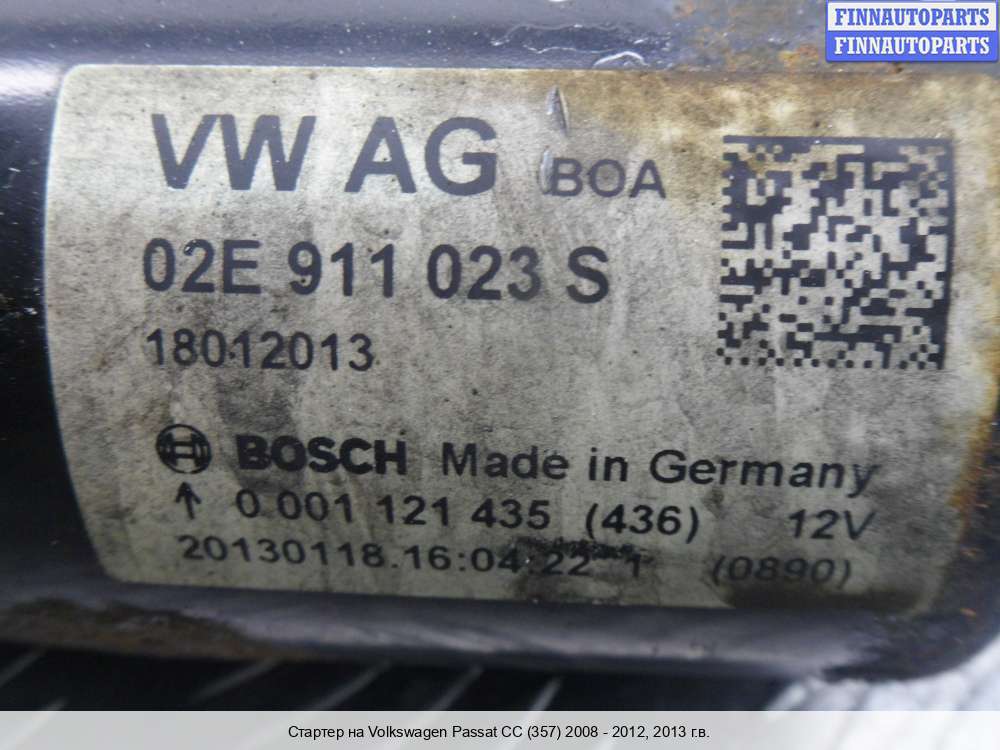 FINNAUTOPARTS
FINNAUTOPARTS
VW AG BOA
02E 911 023 S
18012013
BOSCH Made in Germany
↑ 0 001 121 435 (436) 12V
20130118.16:04:22 1 (0890)
Стартер на Volkswagen Passat CC (357) 2008 - 2012, 2013 г.в.